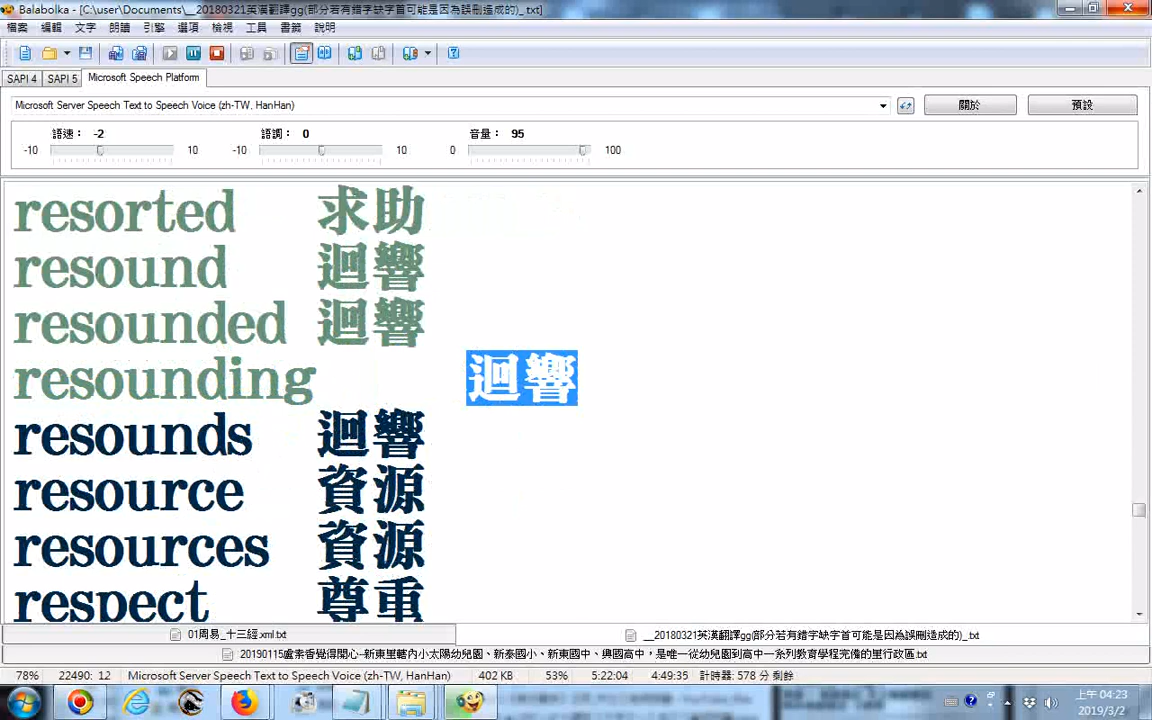 Balabolka - [C:\user\Documents\__20180321英漢翻譯gg(部分若有錯字缺字首可能是因為誤刪造成的)_.txt]
檔案 編輯 文字 朗讀 引擎 選項 檢視 工具 書籤 說明
SAPI 4 SAPI 5 Microsoft Speech Platform
Microsoft Server Speech Text to Speech Voice (zh-TW, HanHan) 關於 預設
語速： -2 語調： 0 音量： 95
-10 10 -10 10 0 100
resorted 求助
resound 迴響
resounded 迴響
resounding 迴響
resounds 迴響
resource 資源
resources 資源
respect 尊重
01周易_十三經.xml.txt __20180321英漢翻譯gg(部分若有錯字缺字首可能是因為誤刪造成的)_.txt
20190115盧素香覺得開心--新東里轄內小太陽幼兒園、新泰國小、新東國中、興國高中，是唯一從幼兒園到高中一系列教育學程完備的里行政區.txt
78% 22490: 12 Microsoft Server Speech Text to Speech Voice (zh-TW, HanHan) 402 KB 53% 5:22:04 4:49:35 計時器: 578 分 剩餘
上午 04:23
2019/3/2